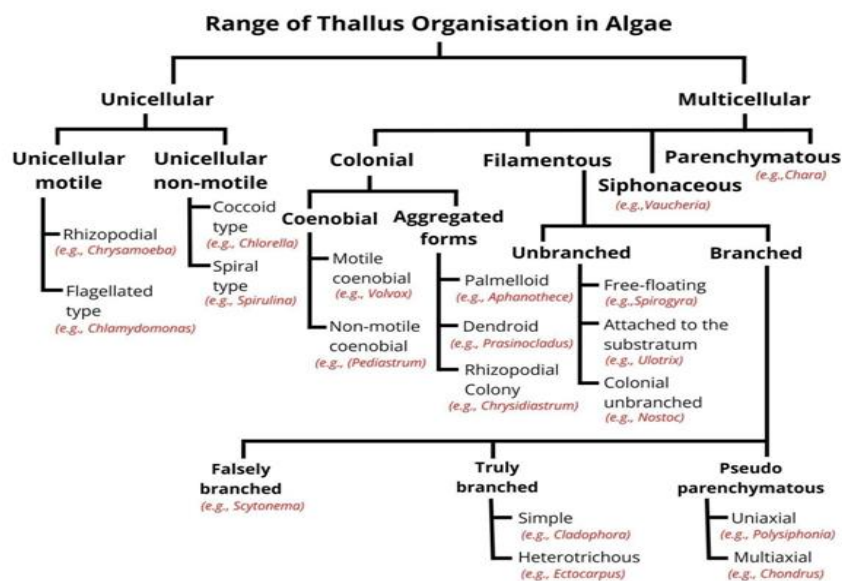 Range of Thallus Organisation in Algae
Unicellular
Multicellular
Unicellular
motile
Unicellular
non-motile
Colonial
Filamentous
Parenchymatous
(e.g.,Chara)
Siphonaceous
(e.g.,Vaucheria)
Rhizopodial
(e.g., Chrysamoeba)
Flagellated
type
(e.g., Chlamydomonas)
Coccoid
type
(e.g., Chlorella)
Spiral
type
(e.g., Spirulina)
Coenobial
Aggregated
forms
Motile
coenobial
(e.g., Volvox)
Non-motile
coenobial
(e.g., (Pediastrum)
Palmelloid
(e.g., Aphanothece)
Dendroid
(e.g., Prasinocladus)
Rhizopodial
Colony
(e.g., Chrysidiastrum)
Unbranched
Branched
Free-floating
(e.g.,Spirogyra)
Attached to the
substratum
(e.g., Ulotrix)
Colonial
unbranched
(e.g., Nostoc)
Falsely
branched
(e.g., Scytonema)
Truly
branched
Simple
(e.g., Cladophora)
Heterotrichous
(e.g., Ectocarpus)
Pseudo
parenchymatous
Uniaxial
(e.g., Polysiphonia)
Multiaxial
(e.g., Chondrus)